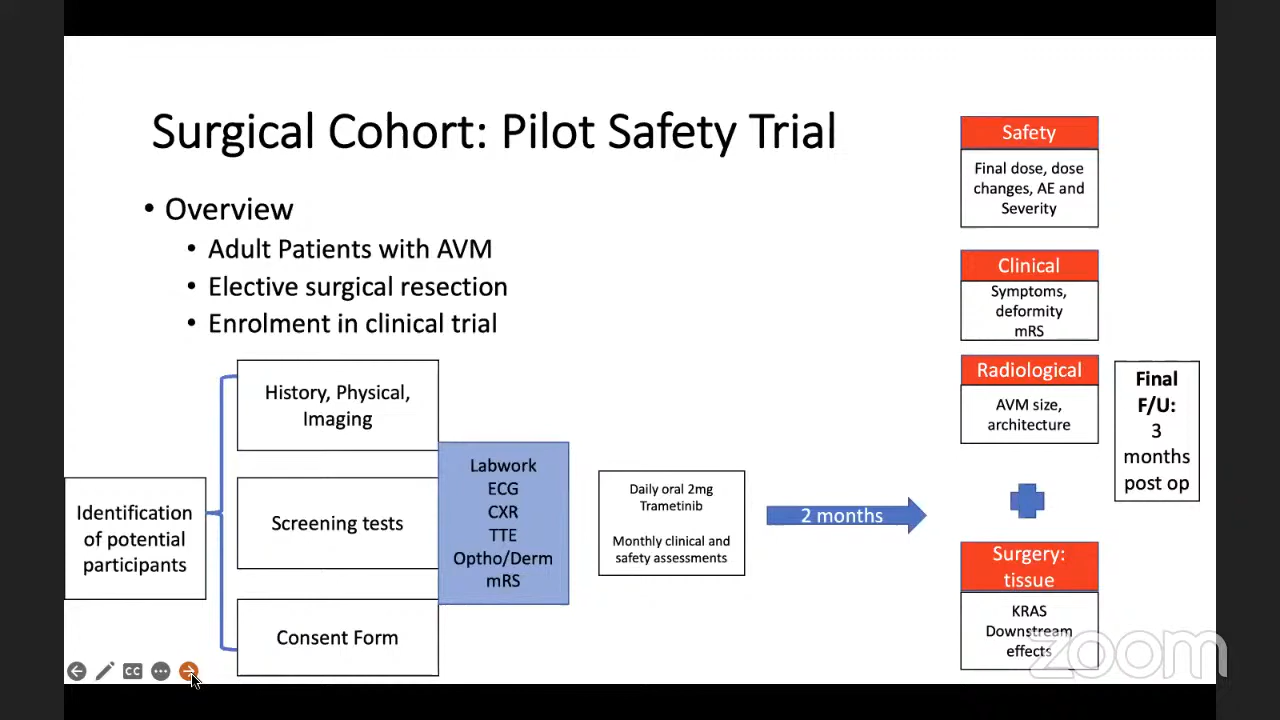 Surgical Cohort: Pilot Safety Trial
• Overview
• Adult Patients with AVM
• Elective surgical resection
• Enrolment in clinical trial
Identification
of potential
participants
History, Physical,
Imaging
Screening tests
Consent Form
Labwork
ECG
CXR
TTE
Optho/Derm
mRS
Daily oral 2mg
Trametinib
Monthly clinical and
safety assessments
2 months
Safety
Final dose, dose
changes, AE and
Severity
Clinical
Symptoms,
deformity
mRS
Radiological
AVM size,
architecture
Surgery:
tissue
KRAS
Downstream
effects
Final
F/U:
3
months
post op
CC
zoom